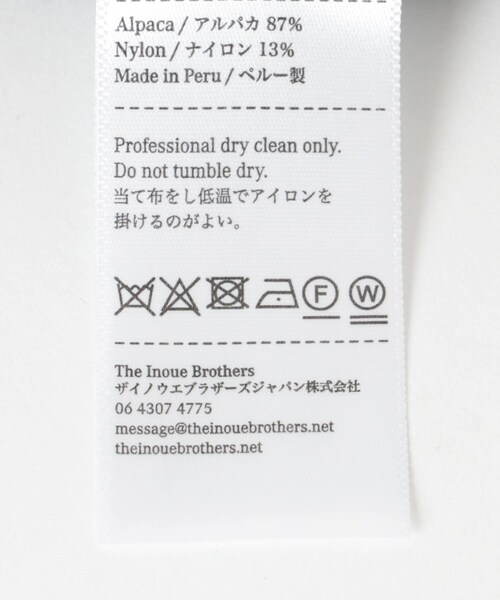 Alpaca / アルパカ 87%
Nylon / ナイロン 13%
Made in Peru / ペルー製
Professional dry clean only.
Do not tumble dry.
当て布をし低温でアイロンを
掛けるのがよい。
F W
The Inoue Brothers
ザイノウエブラザーズジャパン株式会社
06 4307 4775
message@theinouebrothers.net
theinouebrothers.net